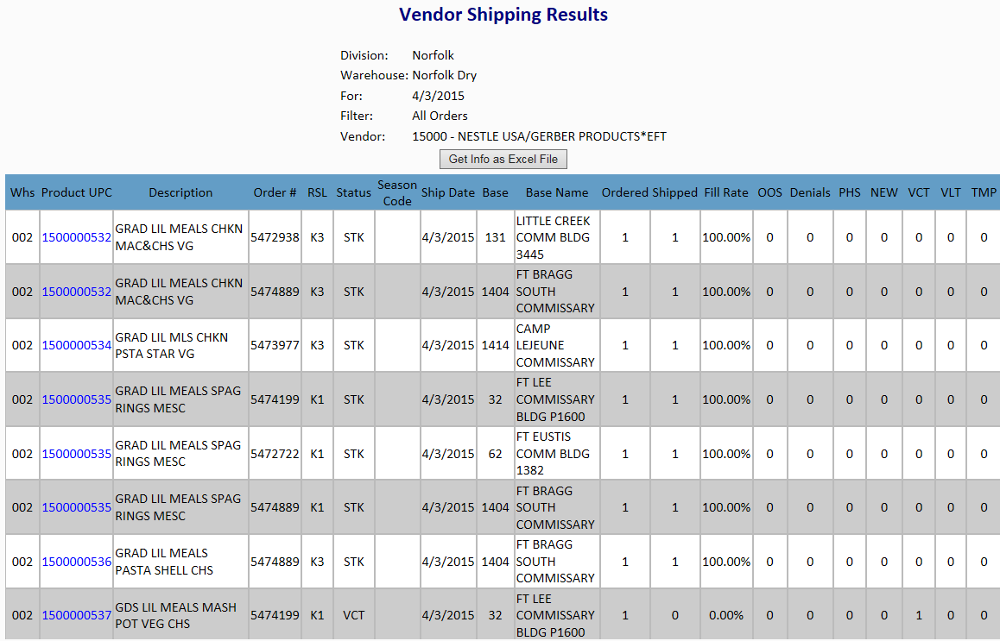 Vendor Shipping Results
Division: Norfolk
Warehouse: Norfolk Dry
For: 4/3/2015
Filter: All Orders
Vendor: 15000 - NESTLE USA/GERBER PRODUCTS*EFT
Get Info as Excel File
Whs Product UPC Description Order # RSL Status Season Code Ship Date Base Base Name Ordered Shipped Fill Rate OOS Denials PHS NEW VCT VLT TMP
002 1500000532 GRAD LIL MEALS CHKN MAC&CHS VG 5472938 K3 STK 4/3/2015 131 LITTLE CREEK COMM BLDG 3445 1 1 100.00% 0 0 0 0 0 0 0
002 1500000532 GRAD LIL MEALS CHKN MAC&CHS VG 5474889 K3 STK 4/3/2015 1404 FT BRAGG SOUTH COMMISSARY 1 1 100.00% 0 0 0 0 0 0 0
002 1500000534 GRAD LIL MLS CHKN PSTA STAR VG 5473977 K3 STK 4/3/2015 1414 CAMP LEJEUNE COMMISSARY 1 1 100.00% 0 0 0 0 0 0 0
002 1500000535 GRAD LIL MEALS SPAG RINGS MESC 5474199 K1 STK 4/3/2015 32 FT LEE COMMISSARY BLDG P1600 1 1 100.00% 0 0 0 0 0 0 0
002 1500000535 GRAD LIL MEALS SPAG RINGS MESC 5472722 K1 STK 4/3/2015 62 FT EUSTIS COMM BLDG 1382 1 1 100.00% 0 0 0 0 0 0 0
002 1500000535 GRAD LIL MEALS SPAG RINGS MESC 5474889 K1 STK 4/3/2015 1404 FT BRAGG SOUTH COMMISSARY 1 1 100.00% 0 0 0 0 0 0 0
002 1500000536 GRAD LIL MEALS PASTA SHELL CHS 5474889 K3 STK 4/3/2015 1404 FT BRAGG SOUTH COMMISSARY 1 1 100.00% 0 0 0 0 0 0 0
002 1500000537 GDS LIL MEALS MASH POT VEG CHS 5474199 K1 VCT 4/3/2015 32 FT LEE COMMISSARY BLDG P1600 1 0 0.00% 0 0 0 0 1 0 0